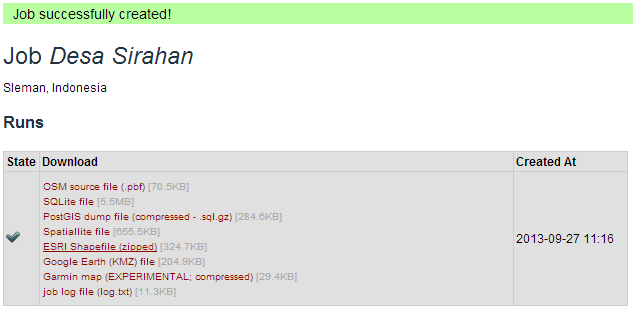 Job successfully created!
Job Desa Sirahan
Sleman, Indonesia
Runs
State Download Created At
OSM source file (.pbf) [70.5KB]
SQLite file [5.5MB]
PostGIS dump file (compressed - .sql.gz) [284.6KB]
Spatiallite file [655.5KB]
ESRI Shapefile (zipped) [324.7KB]
Google Earth (KMZ) file [204.9KB]
Garmin map (EXPERIMENTAL; compressed) [29.4KB]
job log file (log.txt) [11.3KB]
2013-09-27 11:16